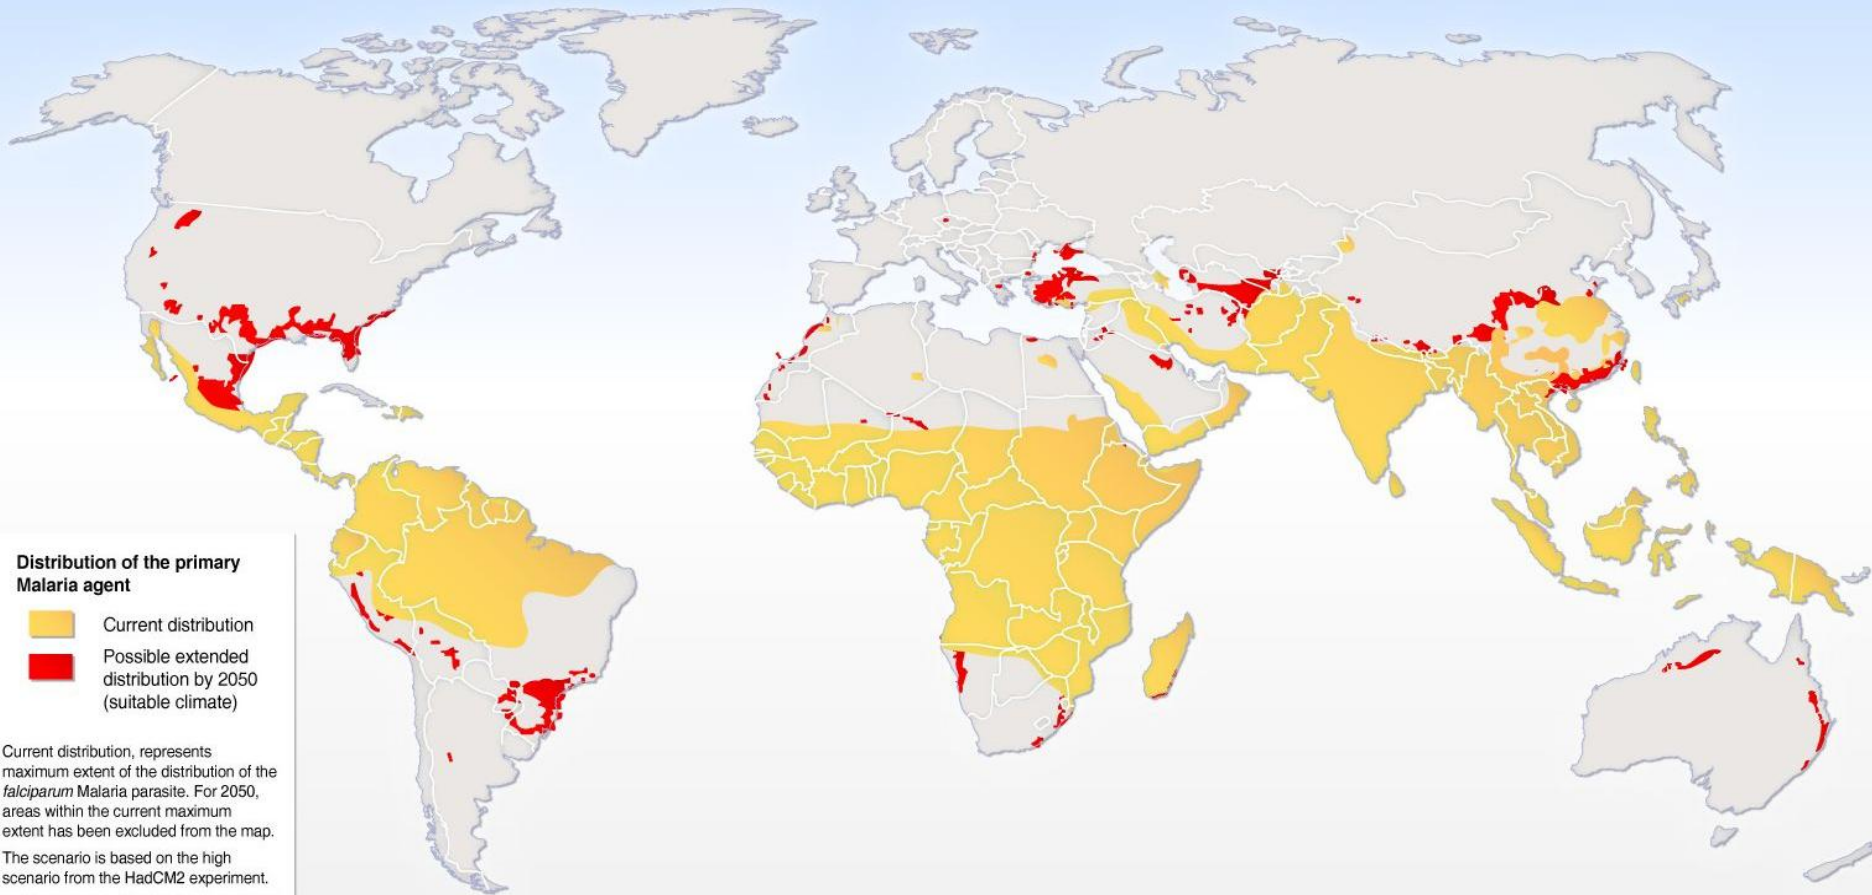 Distribution of the primary
Malaria agent
Current distribution
Possible extended
distribution by 2050
(suitable climate)
Current distribution, represents
maximum extent of the distribution of the
falciparum Malaria parasite. For 2050,
areas within the current maximum
extent has been excluded from the map.
The scenario is based on the high
scenario from the HadCM2 experiment.